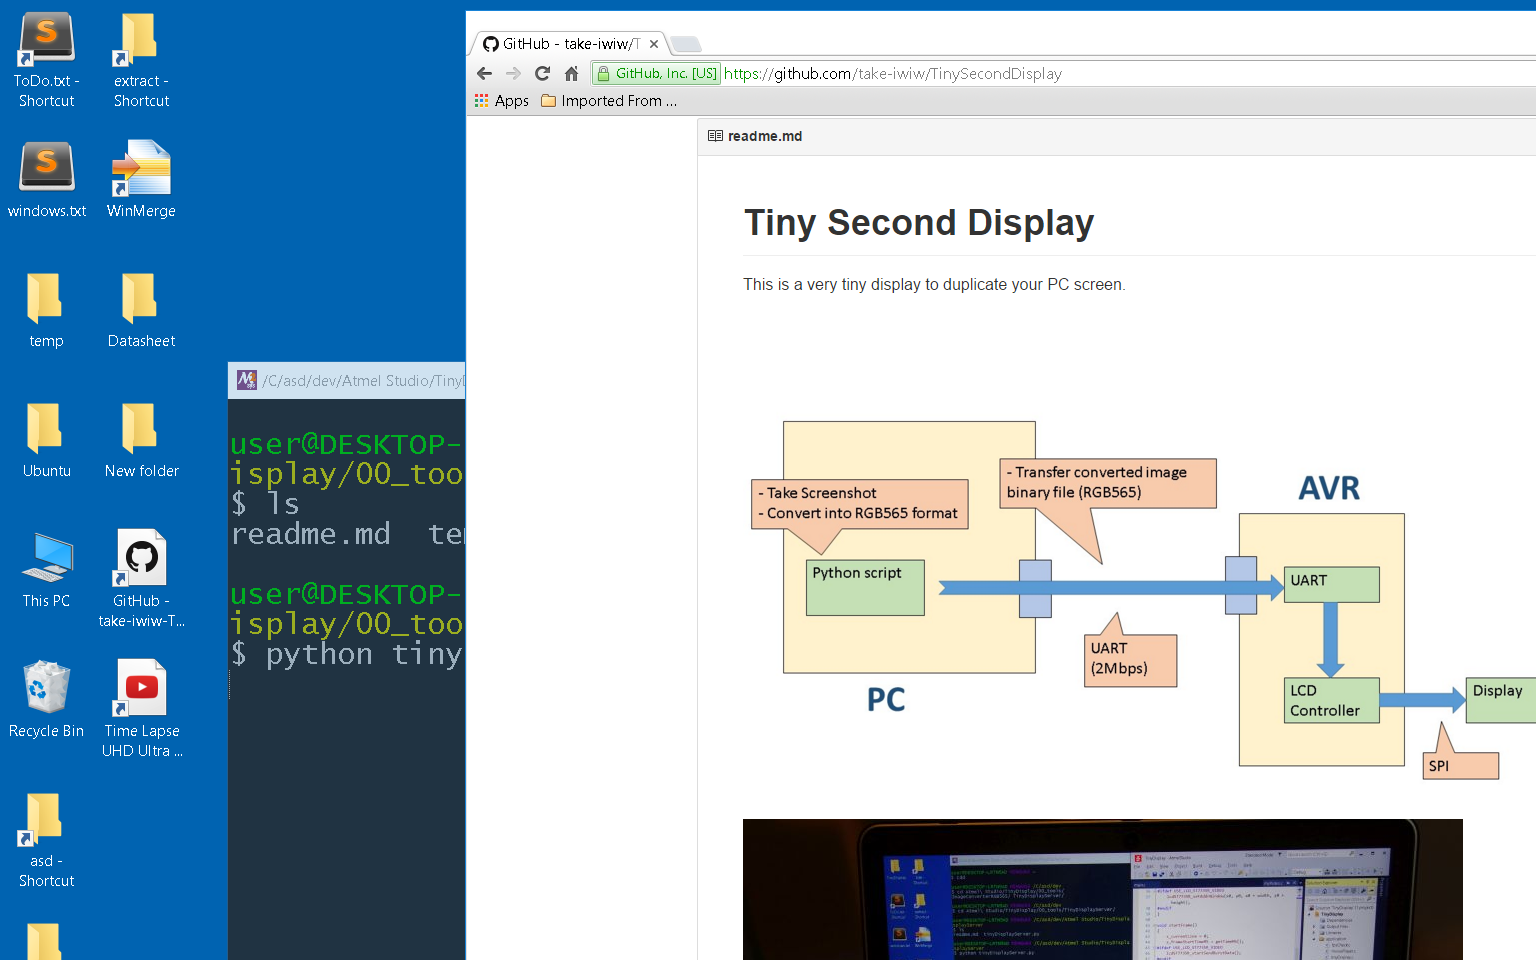 ToDo.txt -
Shortcut
extract -
Shortcut
windows.txt
WinMerge
temp
Datasheet
Ubuntu
New folder
This PC
GitHub -
take-iwiw-T...
Recycle Bin
Time Lapse
UHD Ultra ...
asd -
Shortcut
/C/asd/dev/Atmel Studio/Tiny
user@DESKTOP-
isplay/00_too
$ ls
readme.md te
user@DESKTOP-
isplay/00_too
$ python tiny
GitHub - take-iwiw/T
GitHub, Inc. [US] https://github.com/take-iwiw/TinySecondDisplay
Apps Imported From ...
readme.md
Tiny Second Display
This is a very tiny display to duplicate your PC screen.
- Take Screenshot
- Convert into RGB565 format
- Transfer converted image
binary file (RGB565)
AVR
Python script
UART
UART
(2Mbps)
PC
LCD
Controller
Display
SPI